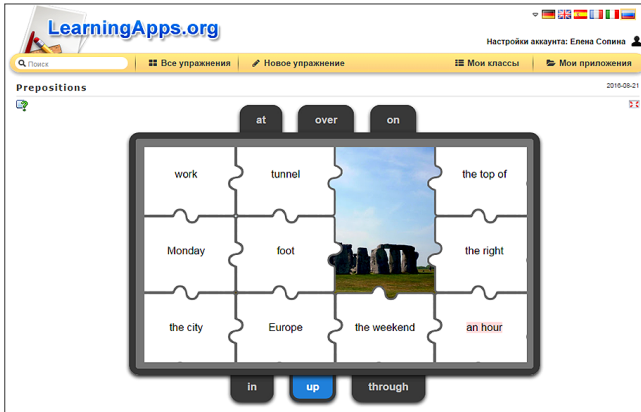 LearningApps.org
Настройки аккаунта: Елена Сопина
Поиск
Все упражнения
Новое упражнение
Мои классы
Мои приложения
Prepositions
2016-08-21
at over on
work tunnel the top of
Monday foot the right
the city Europe the weekend an hour
in up through